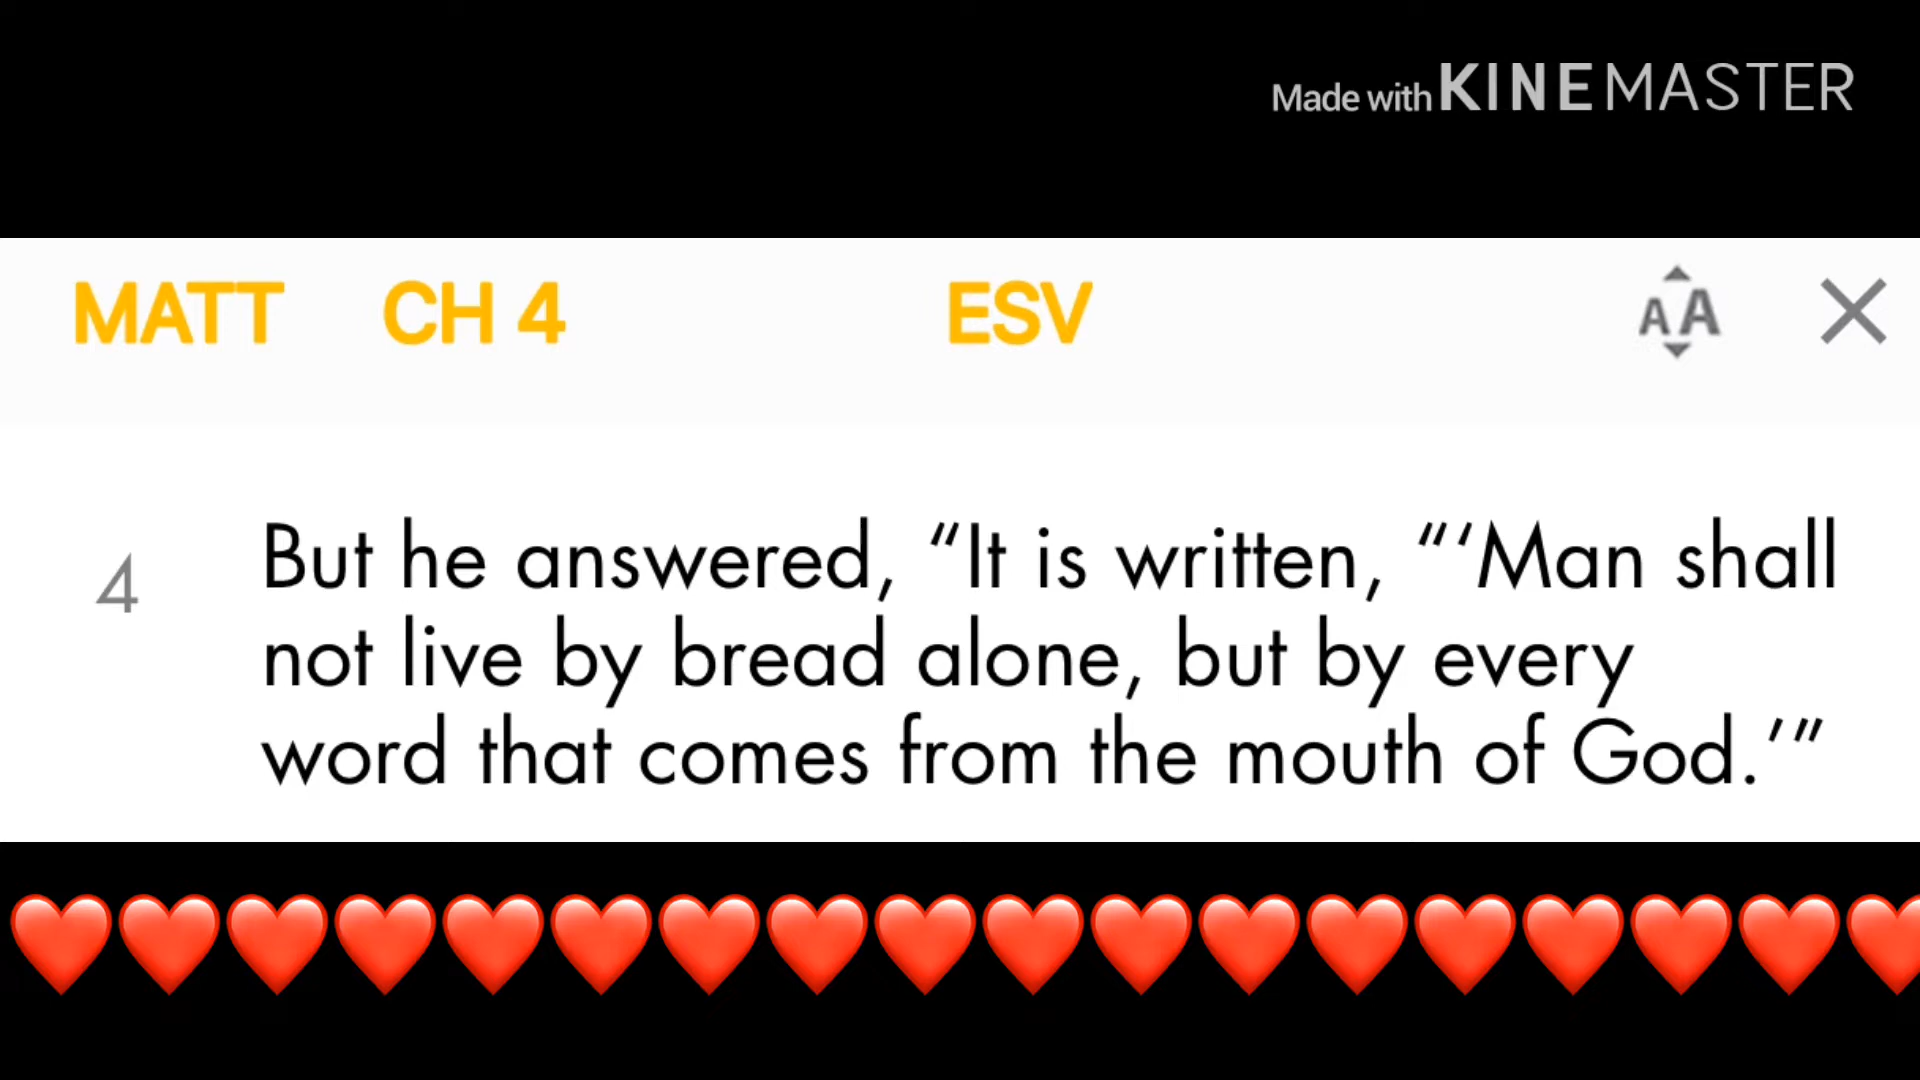 Made with KINEMASTER
MATT CH 4 ESV AA
4 But he answered, “It is written, “‘Man shall
not live by bread alone, but by every
word that comes from the mouth of God.’”